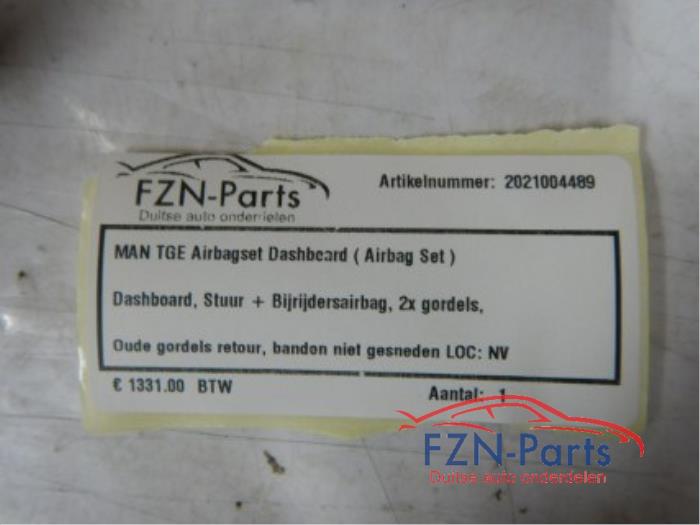 FZN-Parts
Duitse auto onderdelen
Artikelnummer: 2021004489
MAN TGE Airbagset Dashboard ( Airbag Set )
Dashboard, Stuur + Bijrijdersairbag, 2x gordels,
Oude gordels retour, bandon niet gesneden LOC: NV
€ 1331.00 BTW
Aantal: 1
FZN-Parts
Duitse auto onderdelen